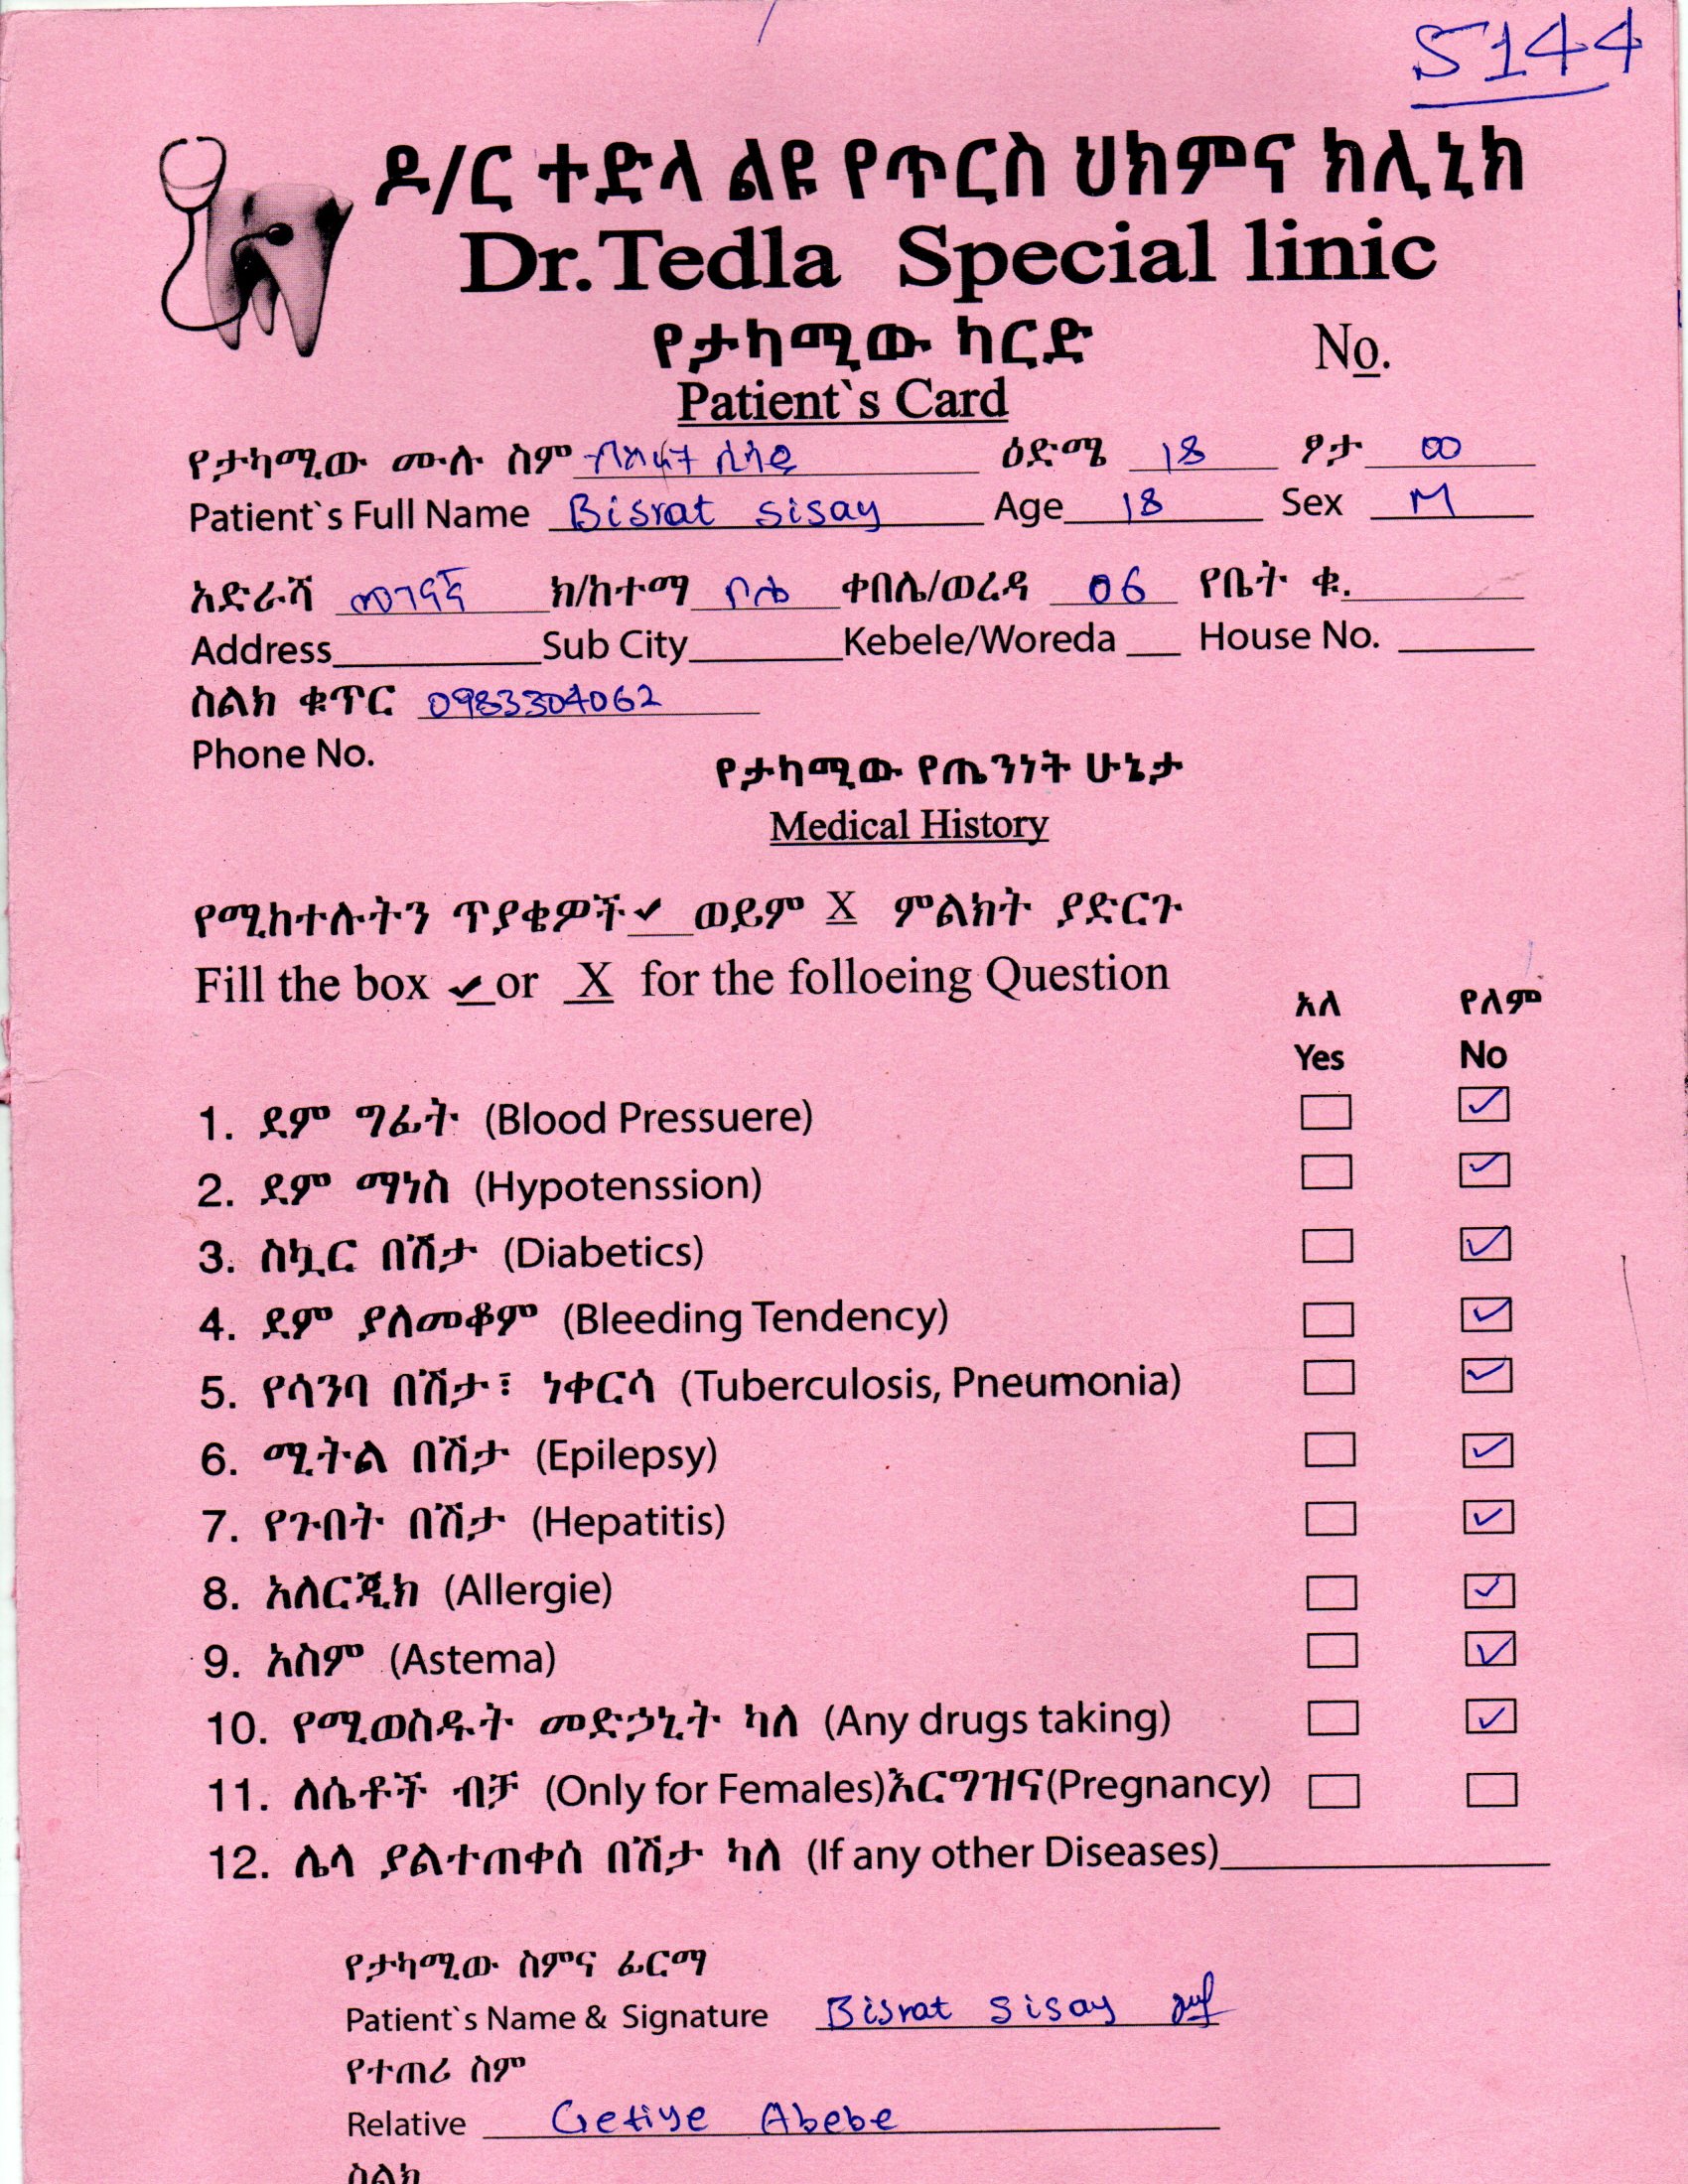 5144
ዶ/ር ተድላ ልዩ የጥርስ ህክምና ክሊኒክ
Dr.Tedla Special linic
የታካሚው ካርድ No.
Patient`s Card
የታካሚው ሙሉ ስም ብስራት ሲሳይ ዕድሜ 18 ፆታ ወ
Patient`s Full Name Bisrat sisay Age 18 Sex M
አድራሻ መገናኛ ክ/ከተማ ቦሌ ቀበሌ/ወረዳ 06 የቤት ቁ.
Address Sub City Kebele/Woreda House No.
ስልክ ቁጥር 0983304062
Phone No.
የታካሚው የጤንነት ሁኔታ
Medical History
የሚከተሉትን ጥያቄዎች ✔ ወይም X ምልክት ያድርጉ
Fill the box ✔ or X for the folloeing Question
አለ የለም
Yes No
1. ደም ግፊት (Blood Pressuere) ✓
2. ደም ማነስ (Hypotenssion) ✓
3. ስኳር በሽታ (Diabetics) ✓
4. ደም ያለመቆም (Bleeding Tendency) ✓
5. የሳንባ በሽታ፣ ነቀርሳ (Tuberculosis, Pneumonia) ✓
6. ሚትል በሽታ (Epilepsy) ✓
7. የጉበት በሽታ (Hepatitis) ✓
8. አለርጂክ (Allergie) ✓
9. አስም (Astema) ✓
10. የሚወስዱት መድኃኒት ካለ (Any drugs taking) ✓
11. ለሴቶች ብቻ (Only for Females)እርግዝና(Pregnancy)
12. ሌላ ያልተጠቀሰ በሽታ ካለ (If any other Diseases)
የታካሚው ስምና ፊርማ
Patient`s Name & Signature Bisrat sisay
የተጠሪ ስም
Relative Getiye Abebe
ስልክ